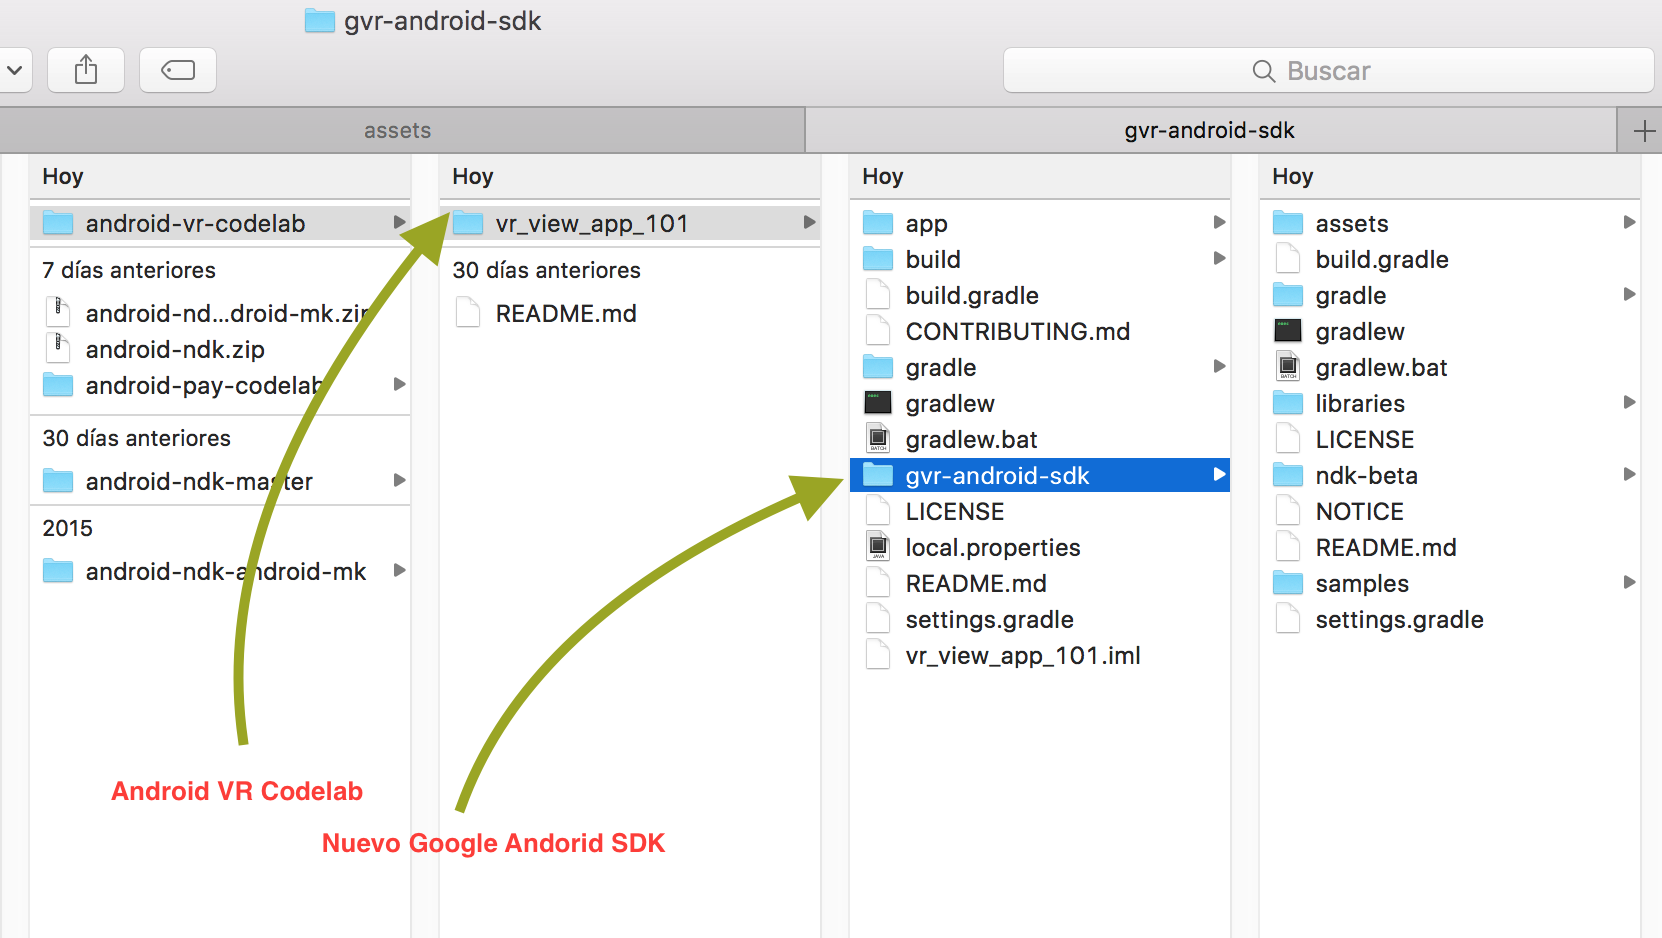 gvr-android-sdk
Buscar
assets
gvr-android-sdk
Hoy
android-vr-codelab
7 días anteriores
android-nd...droid-mk.zip
android-ndk.zip
android-pay-codelab
30 días anteriores
android-ndk-master
2015
android-ndk-android-mk
Hoy
vr_view_app_101
30 días anteriores
README.md
Hoy
app
build
build.gradle
CONTRIBUTING.md
gradle
gradlew
gradlew.bat
gvr-android-sdk
LICENSE
local.properties
README.md
settings.gradle
vr_view_app_101.iml
Hoy
assets
build.gradle
gradle
gradlew
gradlew.bat
libraries
LICENSE
ndk-beta
NOTICE
README.md
samples
settings.gradle
Android VR Codelab
Nuevo Google Andorid SDK